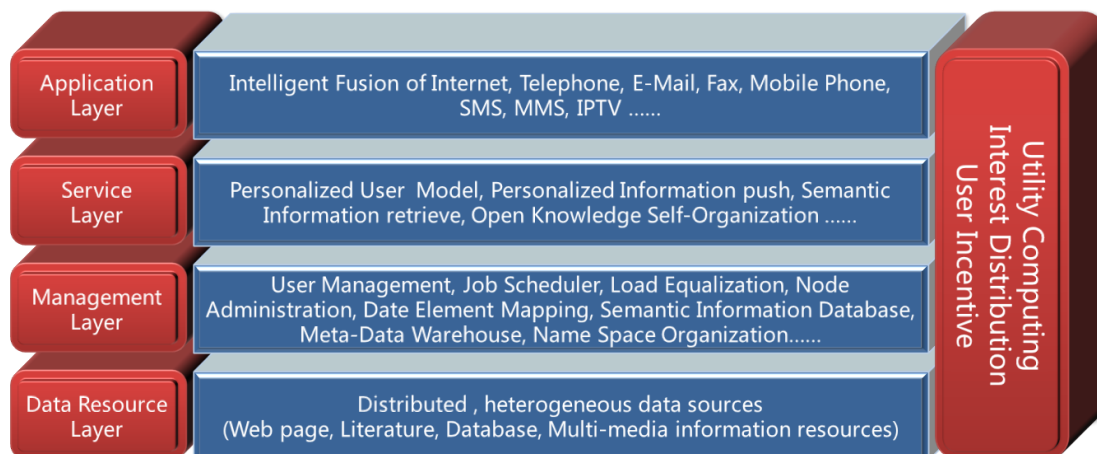 Application
Layer
Intelligent Fusion of Internet, Telephone, E-Mail, Fax, Mobile Phone,
SMS, MMS, IPTV ......
Service
Layer
Personalized User Model, Personalized Information push, Semantic
Information retrieve, Open Knowledge Self-Organization ......
Management
Layer
User Management, Job Scheduler, Load Equalization, Node
Administration, Date Element Mapping, Semantic Information Database,
Meta-Data Warehouse, Name Space Organization......
Data Resource
Layer
Distributed , heterogeneous data sources
(Web page, Literature, Database, Multi-media information resources)
Utility Computing
Interest Distribution
User Incentive